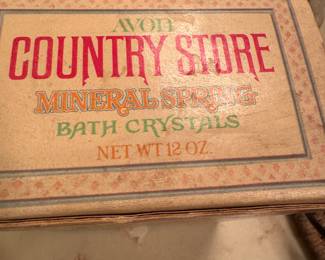 AVON
COUNTRY STORE
MINERAL SPRING
BATH CRYSTALS
NET WT 12 OZ.